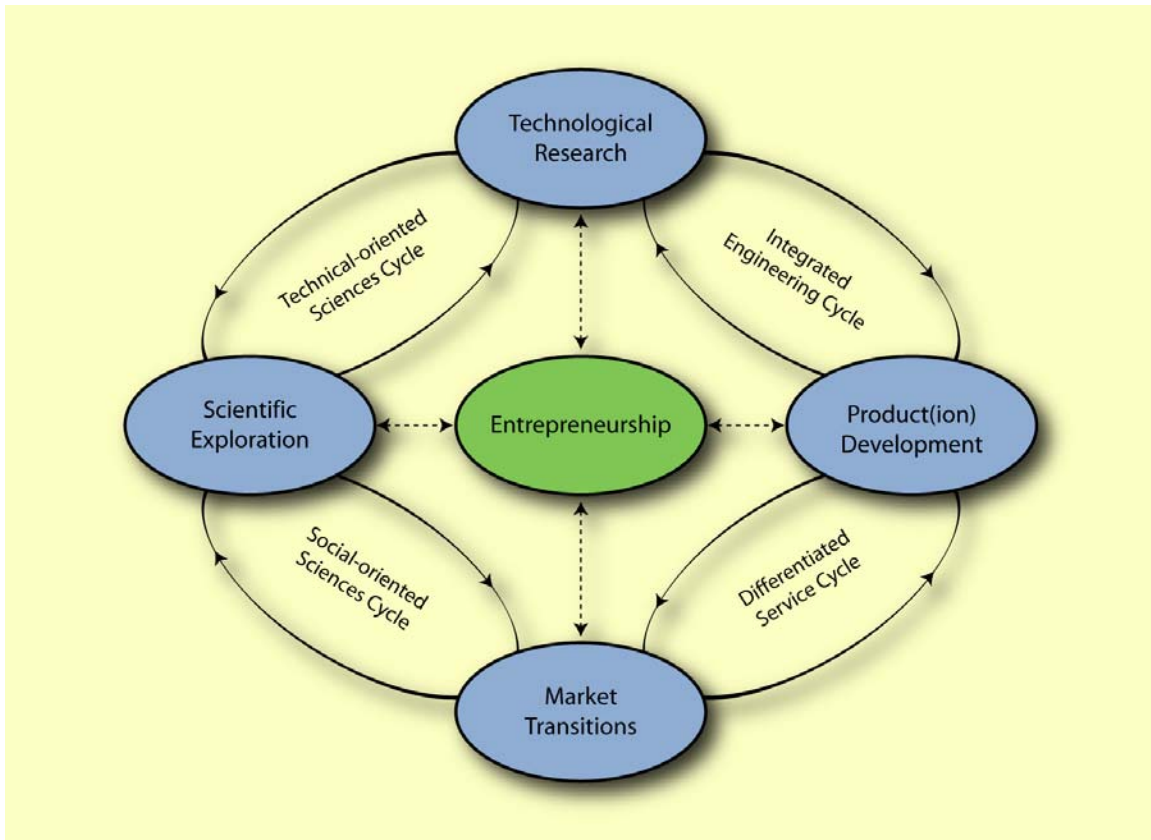 Technological
Research
Technical-oriented
Sciences Cycle
Integrated
Engineering Cycle
Scientific
Exploration
Entrepreneurship
Product(ion)
Development
Social-oriented
Sciences Cycle
Differentiated
Service Cycle
Market
Transitions